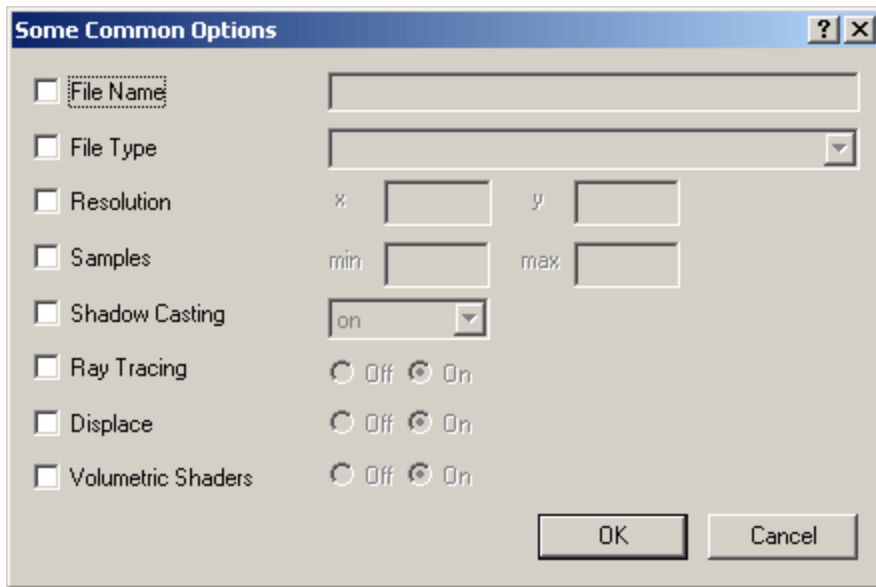 Some Common Options
File Name
File Type
Resolution x y
Samples min max
Shadow Casting on
Ray Tracing Off On
Displace Off On
Volumetric Shaders Off On
OK Cancel